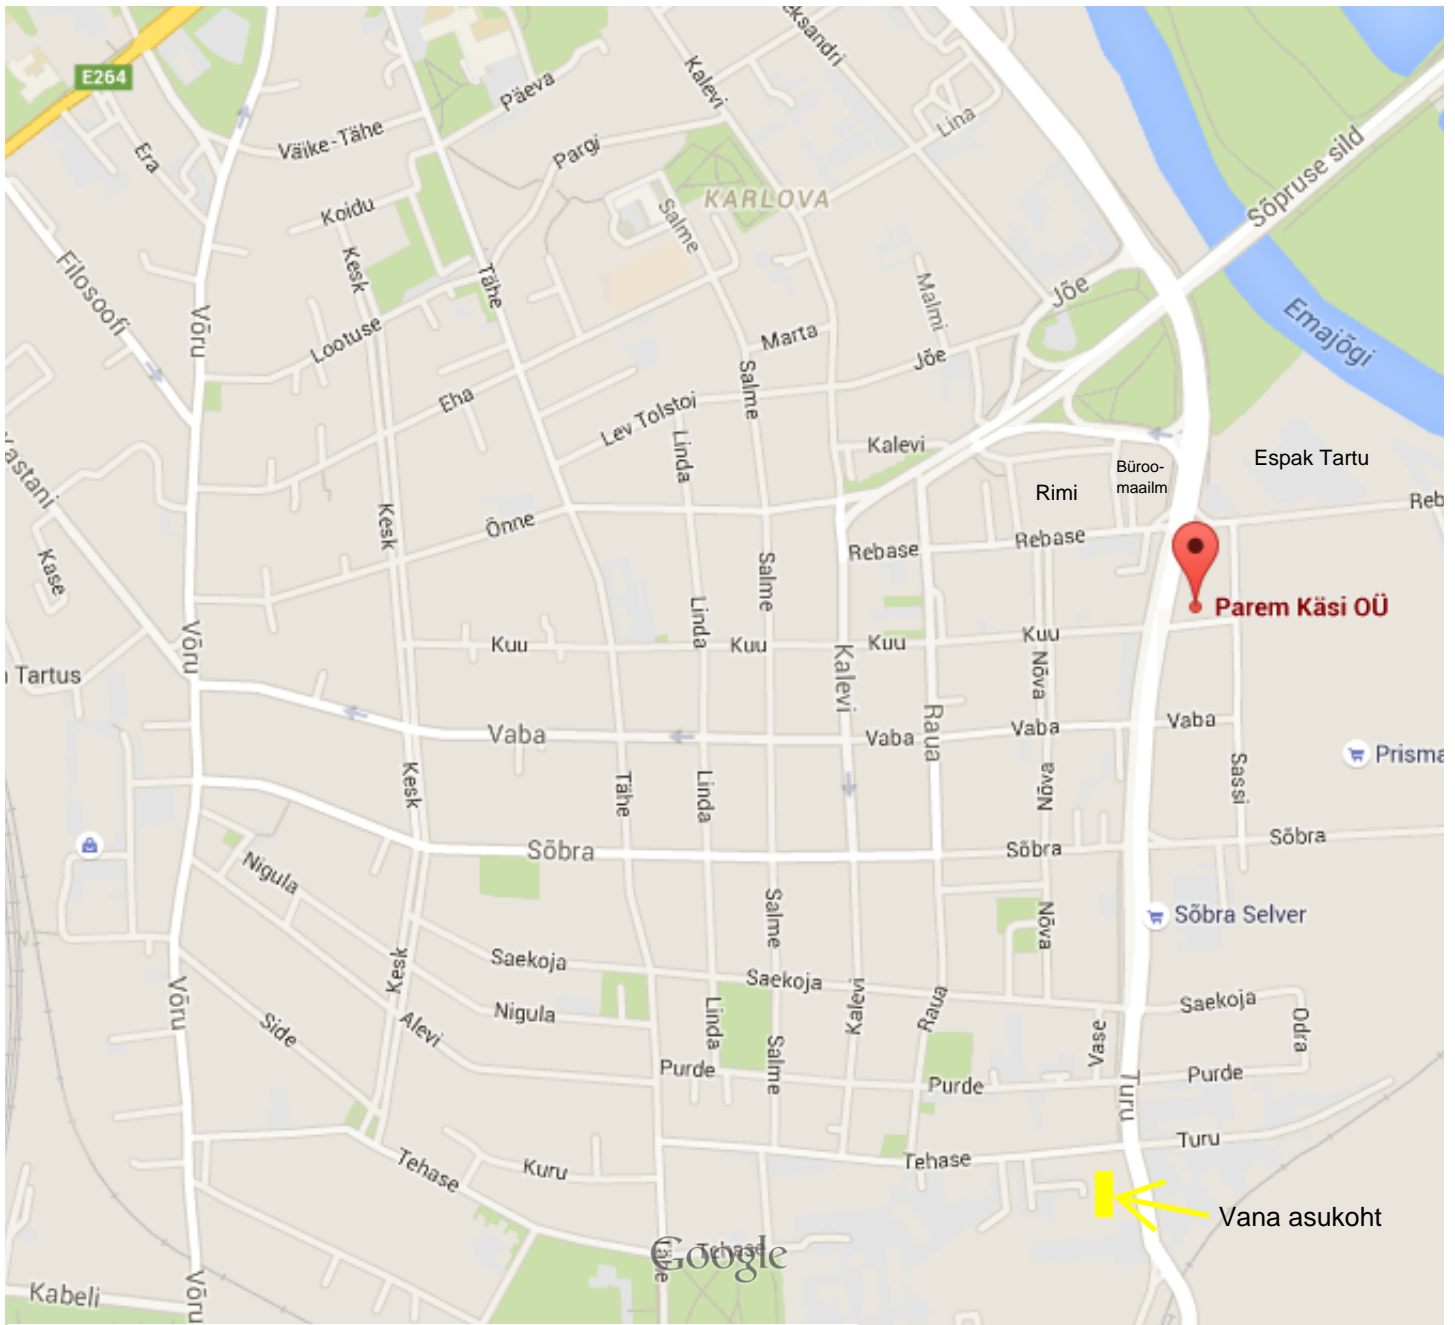 E264
Era
Väike-Tähe
Päeva
Kalevi
Lina
Pargi
Koidu
KARLOVA
Sõpruse sild
Salme
Kesk
Filosoofi
Võru
Tähe
Lootuse
Malmi
Jõe
Emajõgi
Marta
Jõe
Salme
Eha
Lev Tolstoi
Linda
Kalevi
Espak Tartu
Rimi
Büroo-
maailm
Reb
Kesk
Õnne
Kase
Rebase
Rebase
Salme
Linda
Parem Käsi OÜ
Võru
Kuu
Kuu
Kuu
Kuu
Kalevi
Nõva
Tartus
Vaba
Vaba
Raua
Vaba
Vaba
Prisma
Kesk
Tähe
Linda
Nõva
Sassi
Sõbra
Sõbra
Sõbra
Nigula
Salme
Nõva
Sõbra Selver
Kesk
Saekoja
Saekoja
Kalevi
Raua
Saekoja
Võru
Side
Alevi
Nigula
Linda
Salme
Vase
Odra
Purde
Purde
Purde
Turu
Tehase
Kuru
Tehase
Turu
Vana asukoht
Kabeli
Võru
Tähe
Tehase
Google